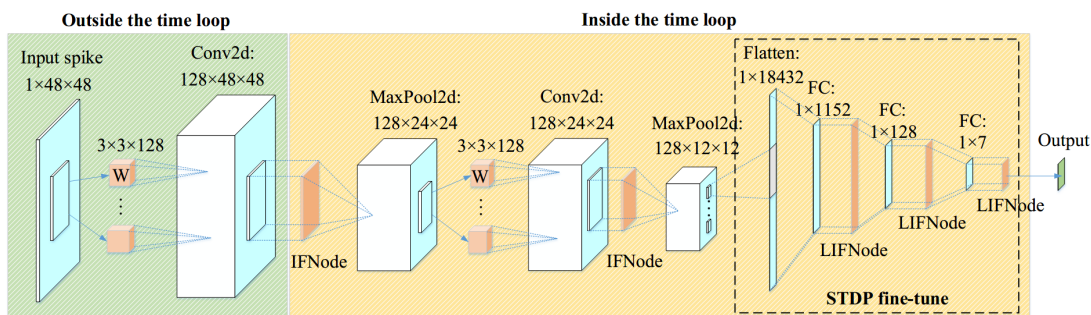 Outside the time loop
Inside the time loop
Input spike
1×48×48
Conv2d:
128×48×48
3×3×128
W
⋮
IFNode
MaxPool2d:
128×24×24
3×3×128
W
⋮
Conv2d:
128×24×24
IFNode
MaxPool2d:
128×12×12
Flatten:
1×18432
FC:
1×1152
LIFNode
FC:
1×128
LIFNode
FC:
1×7
LIFNode
STDP fine-tune
Output